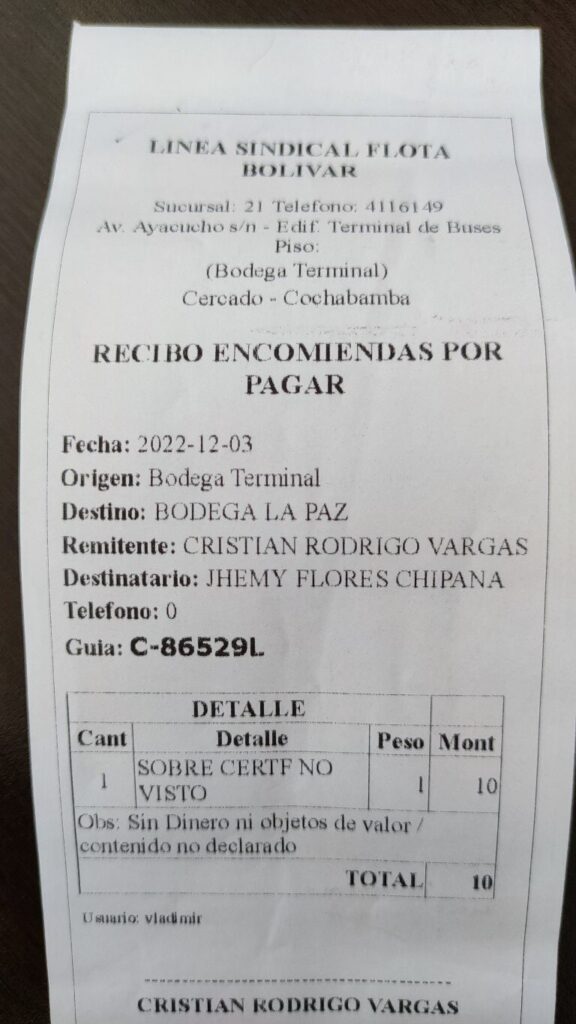 LINEA SINDICAL FLOTA
BOLIVAR
Sucursal: 21 Telefono: 4116149
Av. Ayacucho s/n - Edif. Terminal de Buses
Piso:
(Bodega Terminal)
Cercado - Cochabamba
RECIBO ENCOMIENDAS POR
PAGAR
Fecha: 2022-12-03
Origen: Bodega Terminal
Destino: BODEGA LA PAZ
Remitente: CRISTIAN RODRIGO VARGAS
Destinatario: JHEMY FLORES CHIPANA
Telefono: 0
Guia: C-86529L
DETALLE
Cant Detalle Peso Mont
1 SOBRE CERTF NO VISTO 1 10
Obs: Sin Dinero ni objetos de valor /
contenido no declarado
TOTAL 10
Usuario: vladimir
CRISTIAN RODRIGO VARGAS